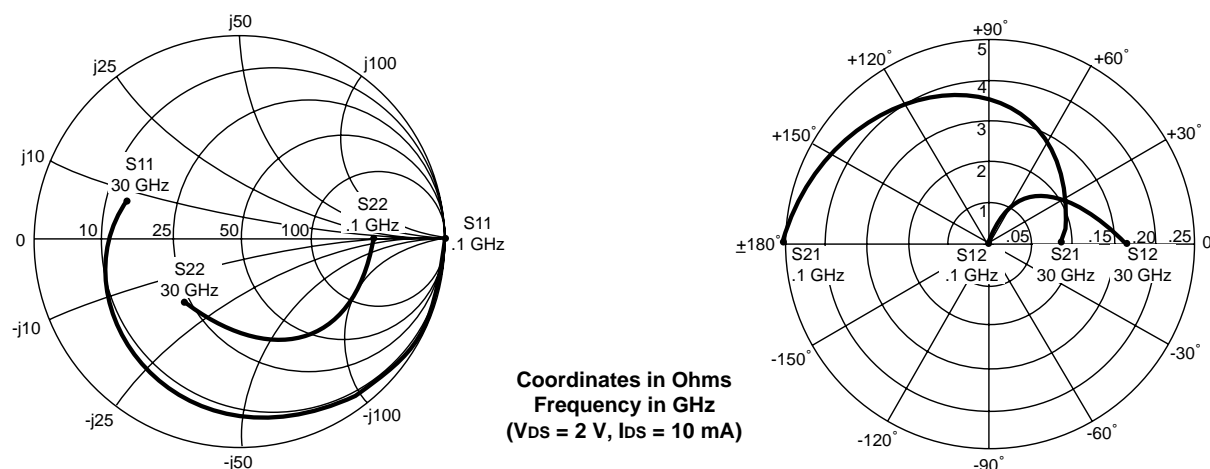 j50
j25
j100
j10
S11
30 GHz
S22
.1 GHz
S11
.1 GHz
0
10
25
50
100
S22
30 GHz
-j10
-j25
-j100
-j50
Coordinates in Ohms
Frequency in GHz
(VDS = 2 V, IDS = 10 mA)
+90˚
5
+120˚
+60˚
4
+150˚
3
+30˚
2
1
±180˚
.05
.15
.20
.25
0
S21
.1 GHz
S12
.1 GHz
S21
30 GHz
S12
30 GHz
-150˚
-30˚
-120˚
-60˚
-90˚